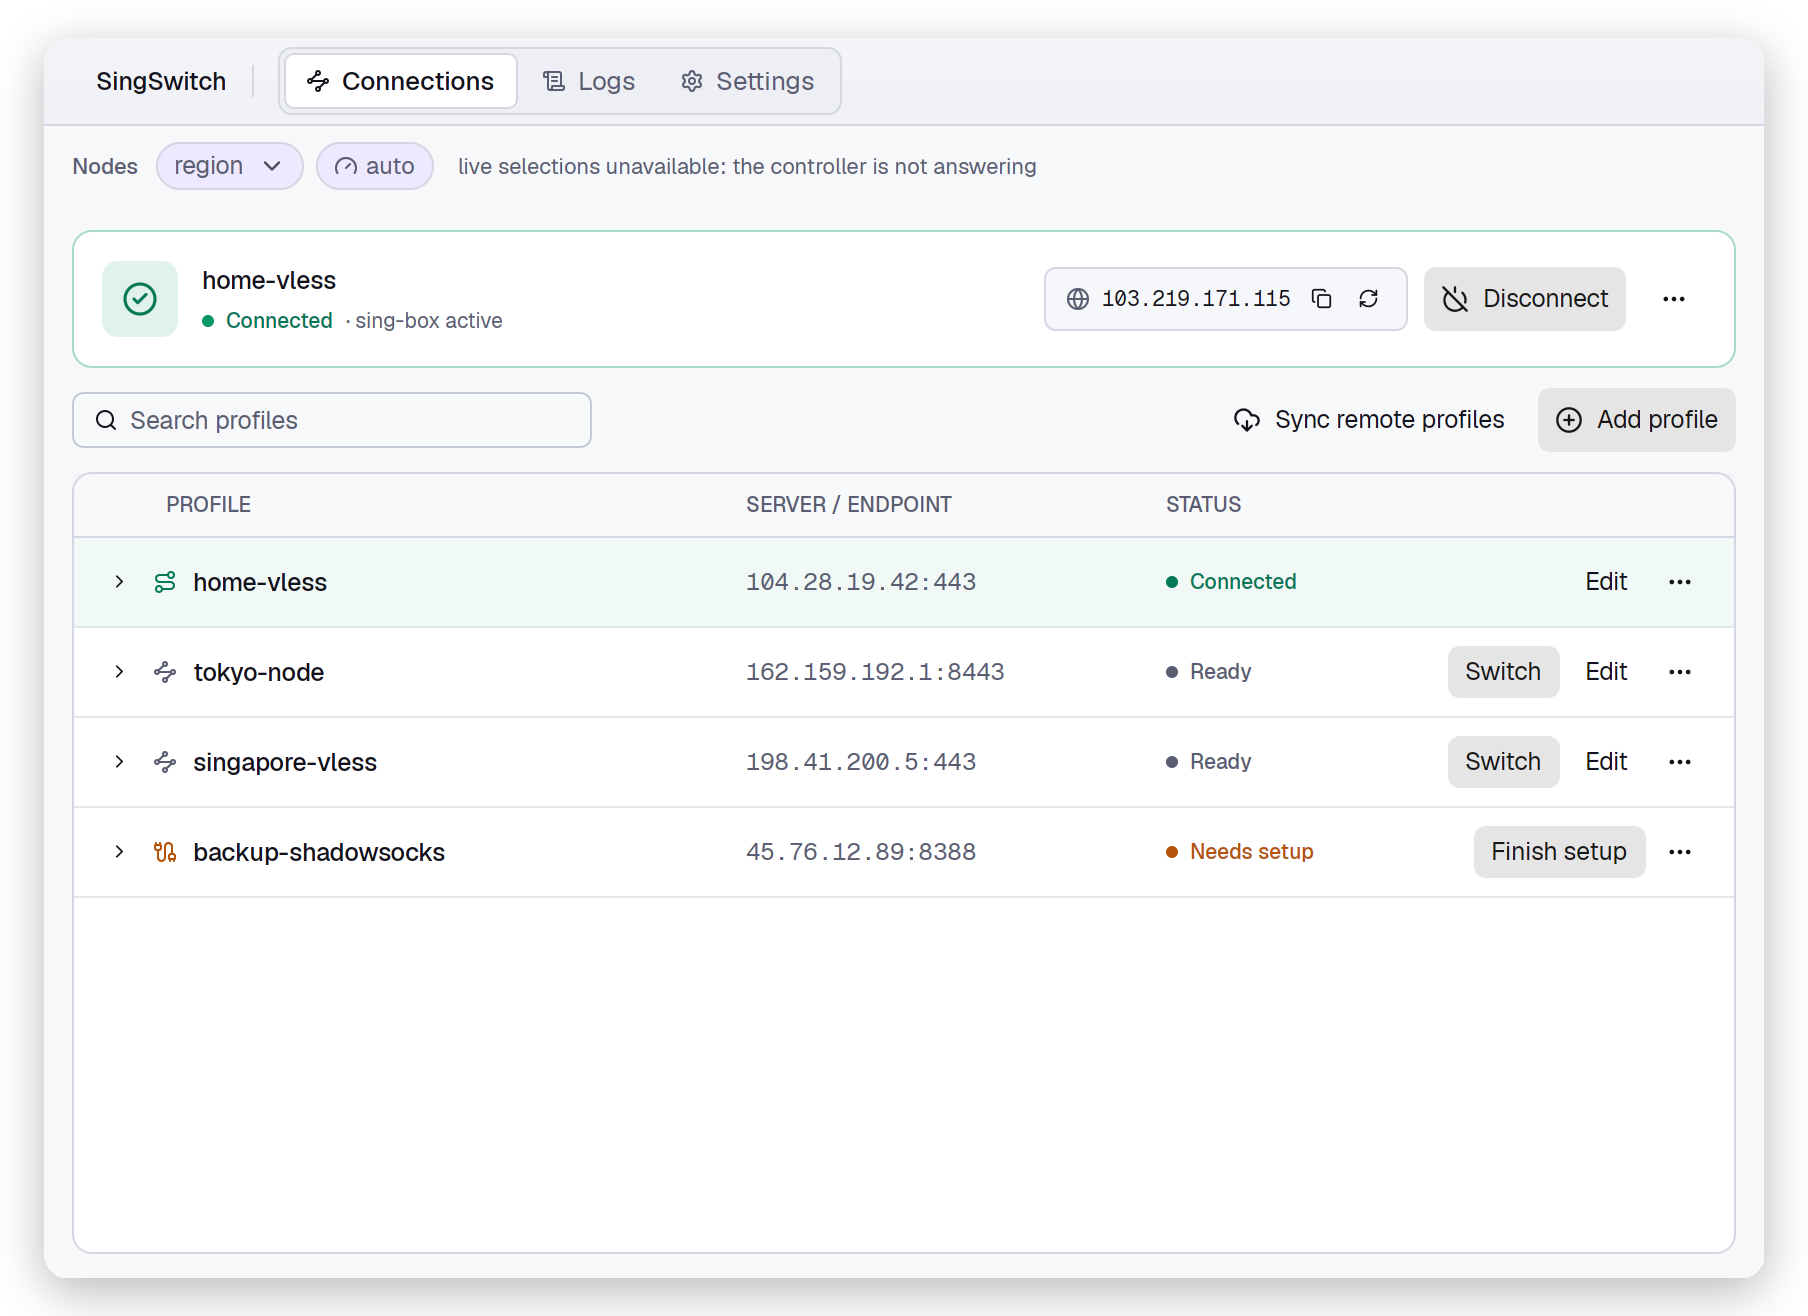 SingSwitch
Connections
Logs
Settings
Nodes
region
auto
live selections unavailable: the controller is not answering
home-vless
Connected · sing-box active
103.219.171.115
Disconnect
Search profiles
Sync remote profiles
Add profile
PROFILE
SERVER / ENDPOINT
STATUS
home-vless
104.28.19.42:443
Connected
Edit
tokyo-node
162.159.192.1:8443
Ready
Switch
Edit
singapore-vless
198.41.200.5:443
Ready
Switch
Edit
backup-shadowsocks
45.76.12.89:8388
Needs setup
Finish setup